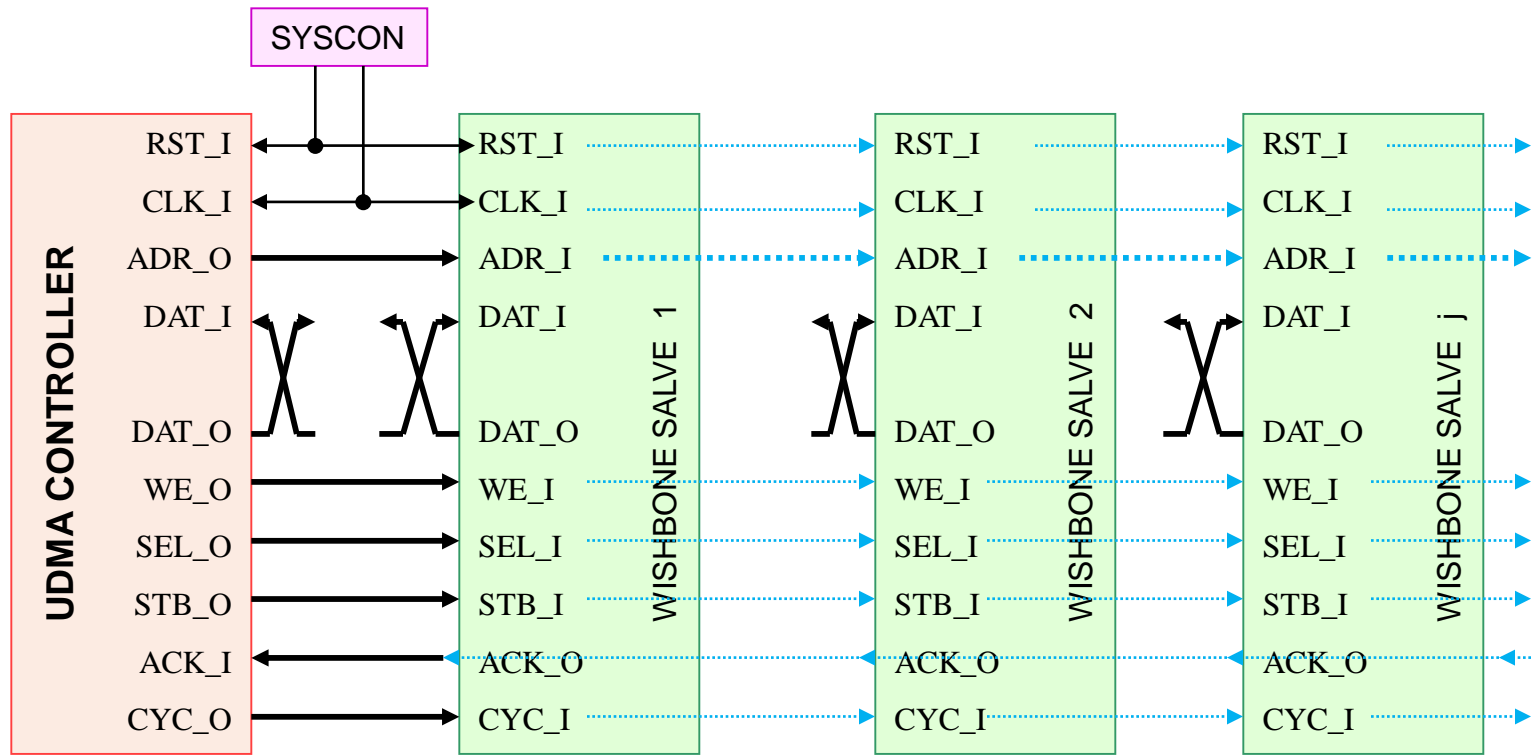 SYSCON
UDMA CONTROLLER
RST_I
CLK_I
ADR_O
DAT_I
DAT_O
WE_O
SEL_O
STB_O
ACK_I
CYC_O
RST_I
CLK_I
ADR_I
DAT_I
DAT_O
WE_I
SEL_I
STB_I
ACK_O
CYC_I
WISHBONE SALVE 1
RST_I
CLK_I
ADR_I
DAT_I
DAT_O
WE_I
SEL_I
STB_I
ACK_O
CYC_I
WISHBONE SALVE 2
RST_I
CLK_I
ADR_I
DAT_I
DAT_O
WE_I
SEL_I
STB_I
ACK_O
CYC_I
WISHBONE SALVE j